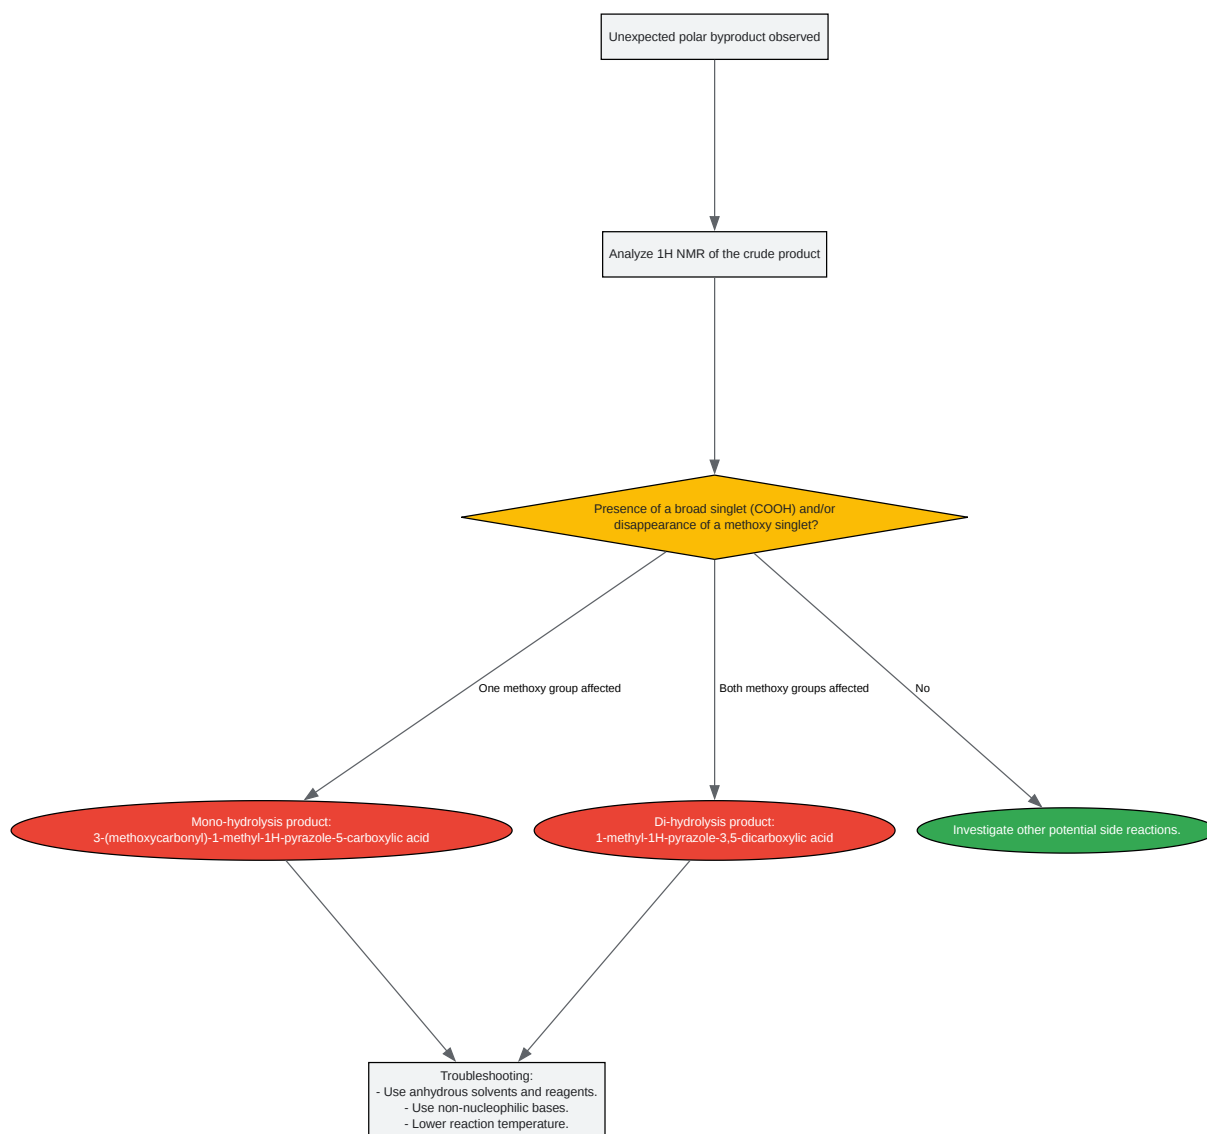 Unexpected polar byproduct observed
Analyze 1H NMR of the crude product
Presence of a broad singlet (COOH) and/or
disappearance of a methoxy singlet?
One methoxy group affected
Both methoxy groups affected
No
Mono-hydrolysis product:
3-(methoxycarbonyl)-1-methyl-1H-pyrazole-5-carboxylic acid
Di-hydrolysis product:
1-methyl-1H-pyrazole-3,5-dicarboxylic acid
Investigate other potential side reactions.
Troubleshooting:
- Use anhydrous solvents and reagents.
- Use non-nucleophilic bases.
- Lower reaction temperature.